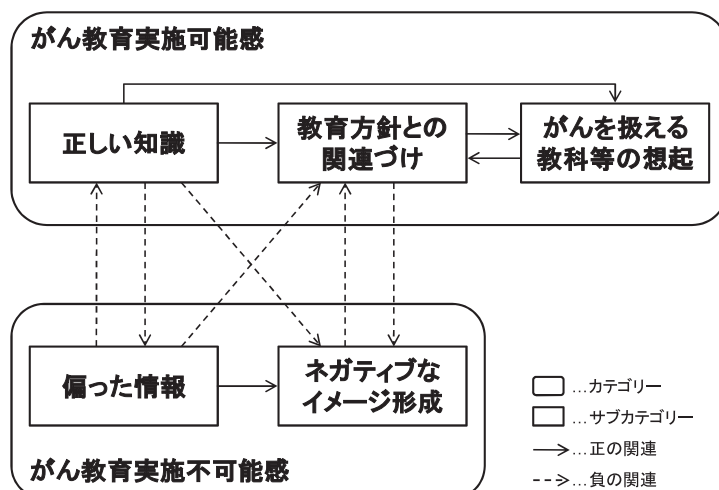 がん教育実施可能感
正しい知識
教育方針との
関連づけ
がんを扱える
教科等の想起
偏った情報
ネガティブな
イメージ形成
がん教育実施不可能感
…カテゴリー
…サブカテゴリー
…正の関連
…負の関連